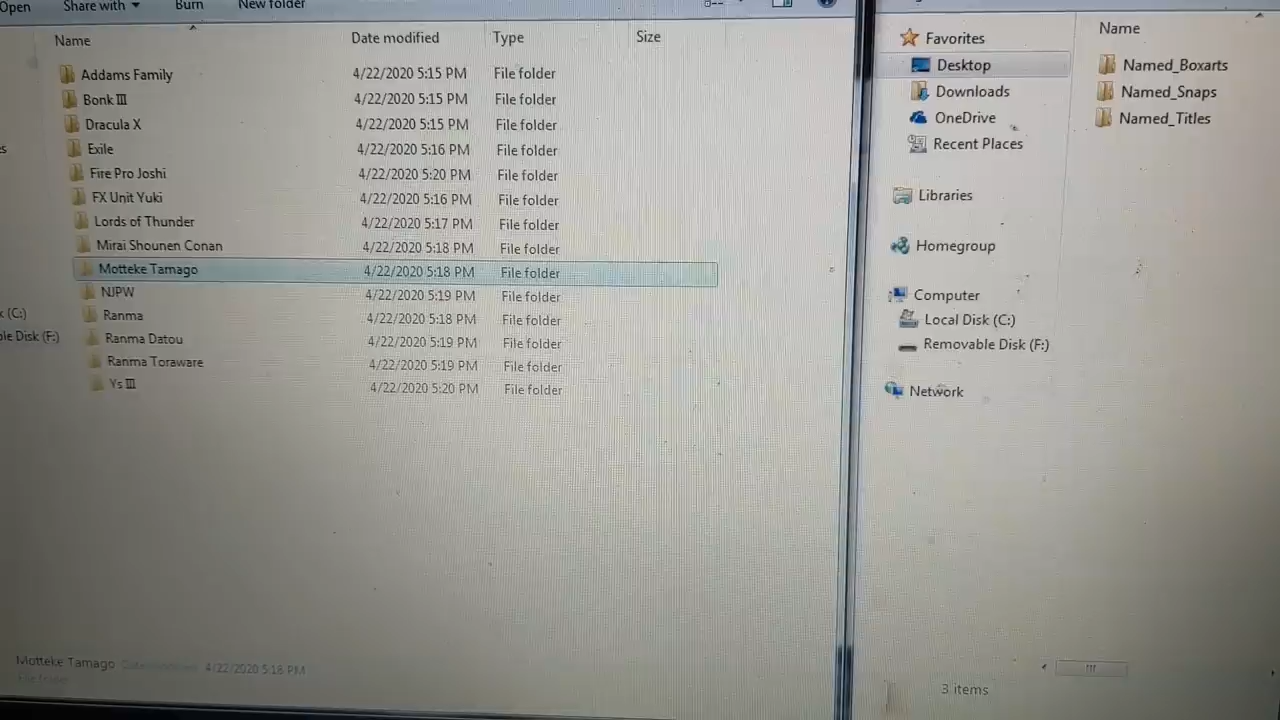 Open Share with Burn New folder
Name Date modified Type Size
Addams Family 4/22/2020 5:15 PM File folder
Bonk III 4/22/2020 5:15 PM File folder
Dracula X 4/22/2020 5:15 PM File folder
Exile 4/22/2020 5:16 PM File folder
Fire Pro Joshi 4/22/2020 5:20 PM File folder
FX Unit Yuki 4/22/2020 5:16 PM File folder
Lords of Thunder 4/22/2020 5:17 PM File folder
Mirai Shounen Conan 4/22/2020 5:18 PM File folder
Motteke Tamago 4/22/2020 5:18 PM File folder
NJPW 4/22/2020 5:19 PM File folder
Ranma 4/22/2020 5:18 PM File folder
Ranma Datou 4/22/2020 5:19 PM File folder
Ranma Toraware 4/22/2020 5:19 PM File folder
Ys III 4/22/2020 5:20 PM File folder
(C:)
Disk (F:)
Motteke Tamago 4/22/2020 5:18 PM
File folder
Favorites
Desktop
Downloads
OneDrive
Recent Places
Libraries
Homegroup
Computer
Local Disk (C:)
Removable Disk (F:)
Network
Name
Named_Boxarts
Named_Snaps
Named_Titles
3 items